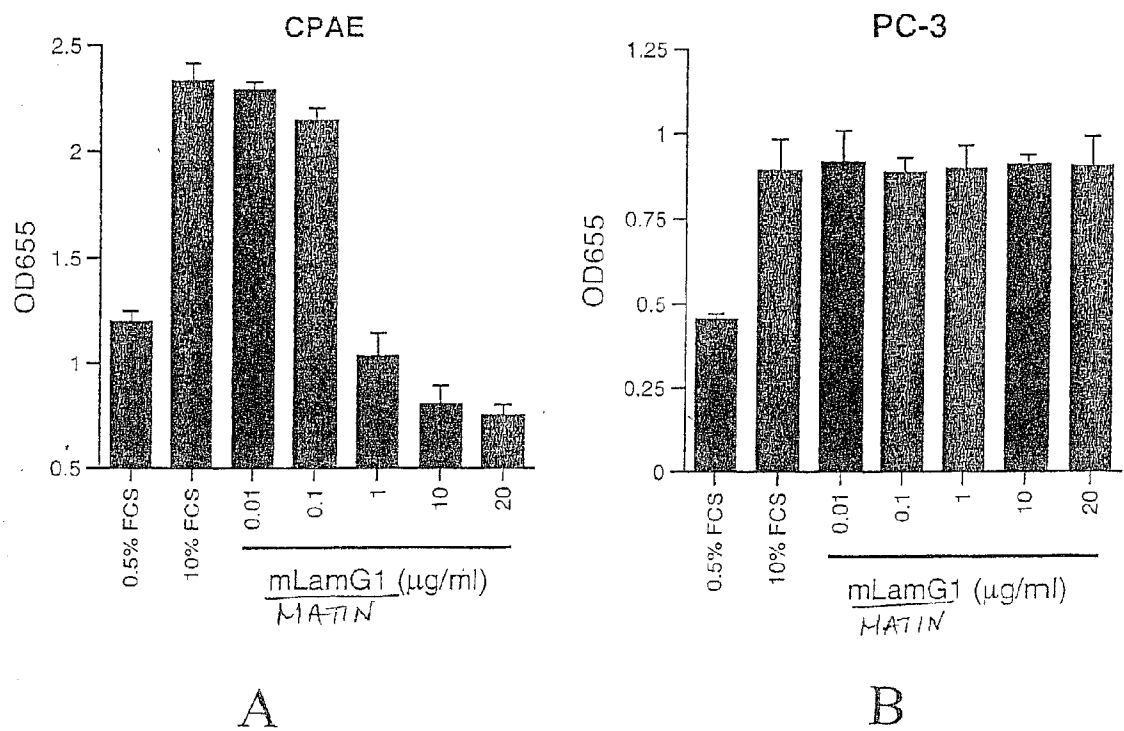 CPAE
2.5
2
1.5
1
0.5
OD655
0.5% FCS
10% FCS
0.01
0.1
1
10
20
mLamG1 (μg/ml)
MATIN
A
PC-3
1.25
1
0.75
0.5
0.25
0
OD655
0.5% FCS
10% FCS
0.01
0.1
1
10
20
mLamG1 (μg/ml)
MATIN
B